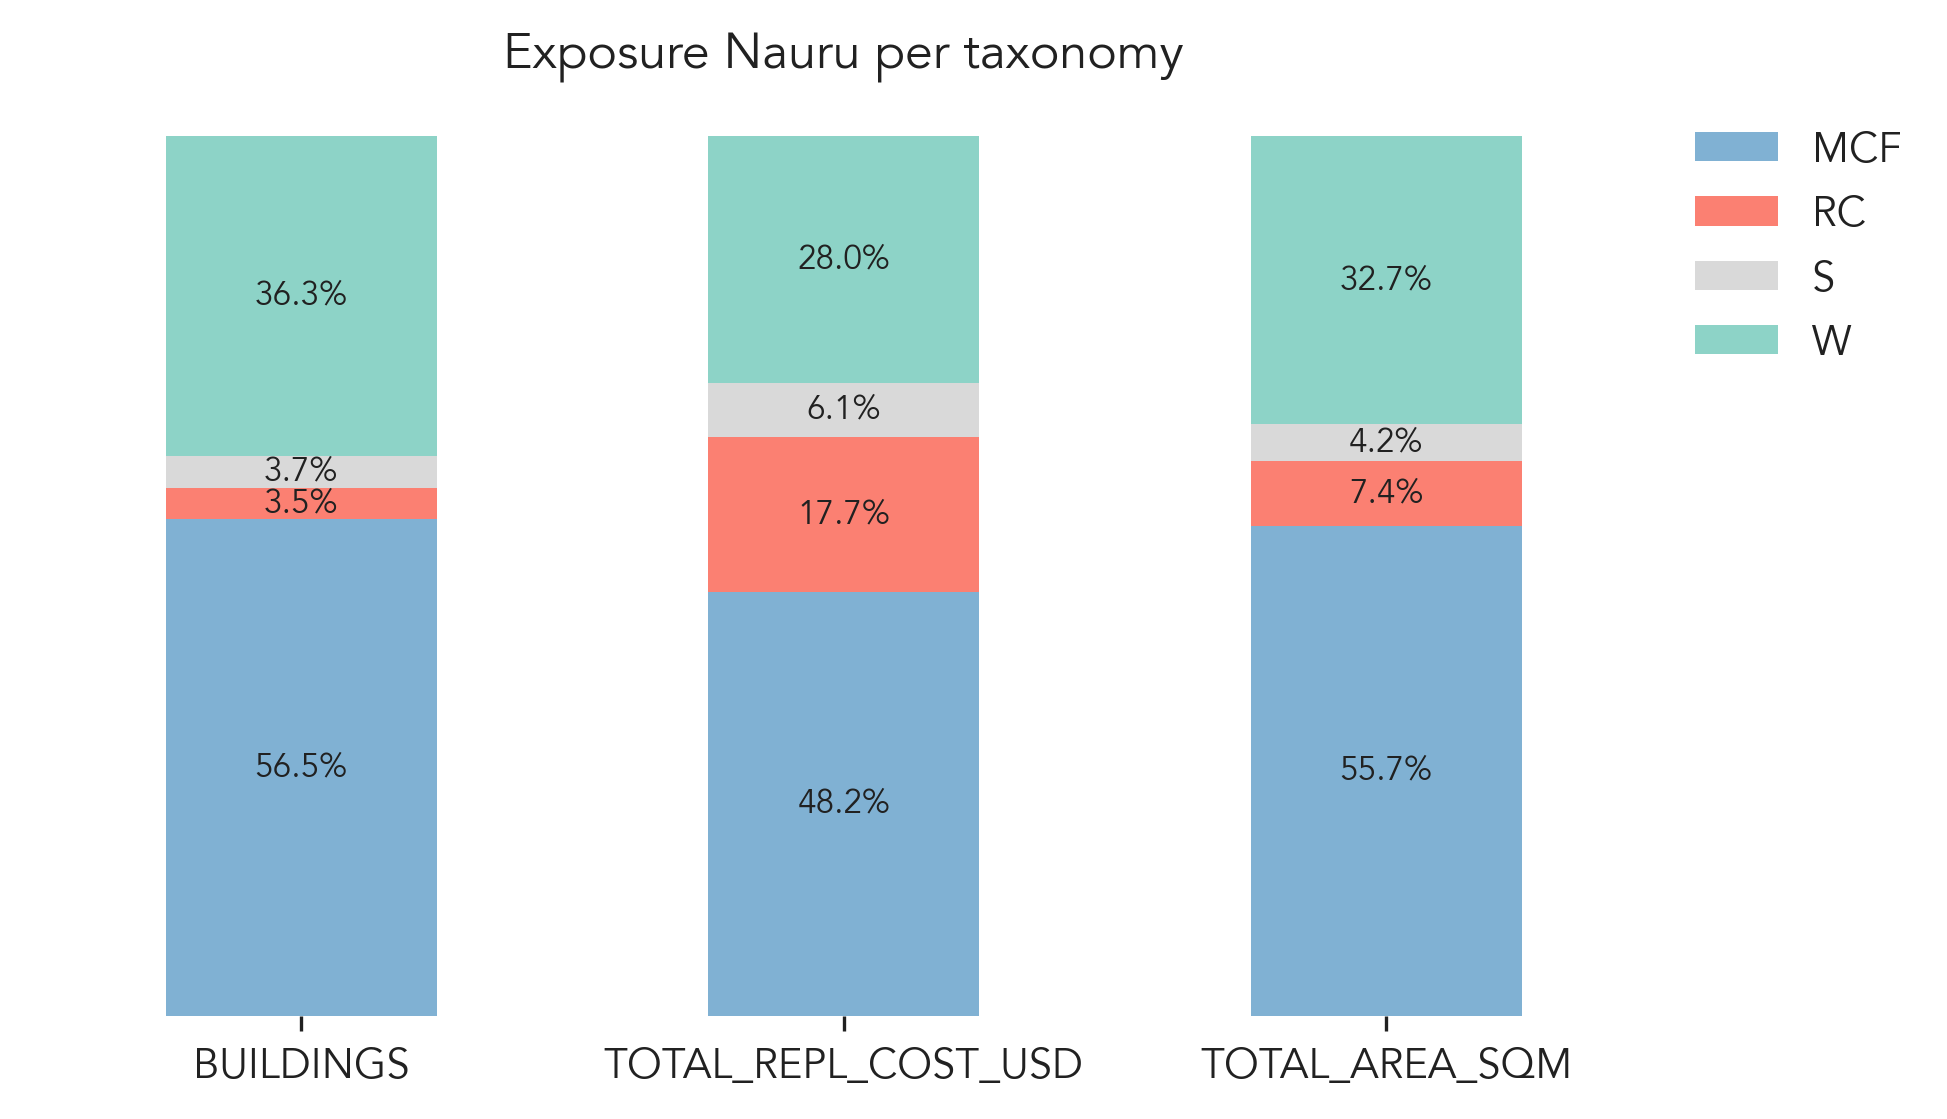 Exposure Nauru per taxonomy
MCF
RC
S
W
36.3%
3.7%
3.5%
56.5%
28.0%
6.1%
17.7%
48.2%
32.7%
4.2%
7.4%
55.7%
BUILDINGS
TOTAL_REPL_COST_USD
TOTAL_AREA_SQM